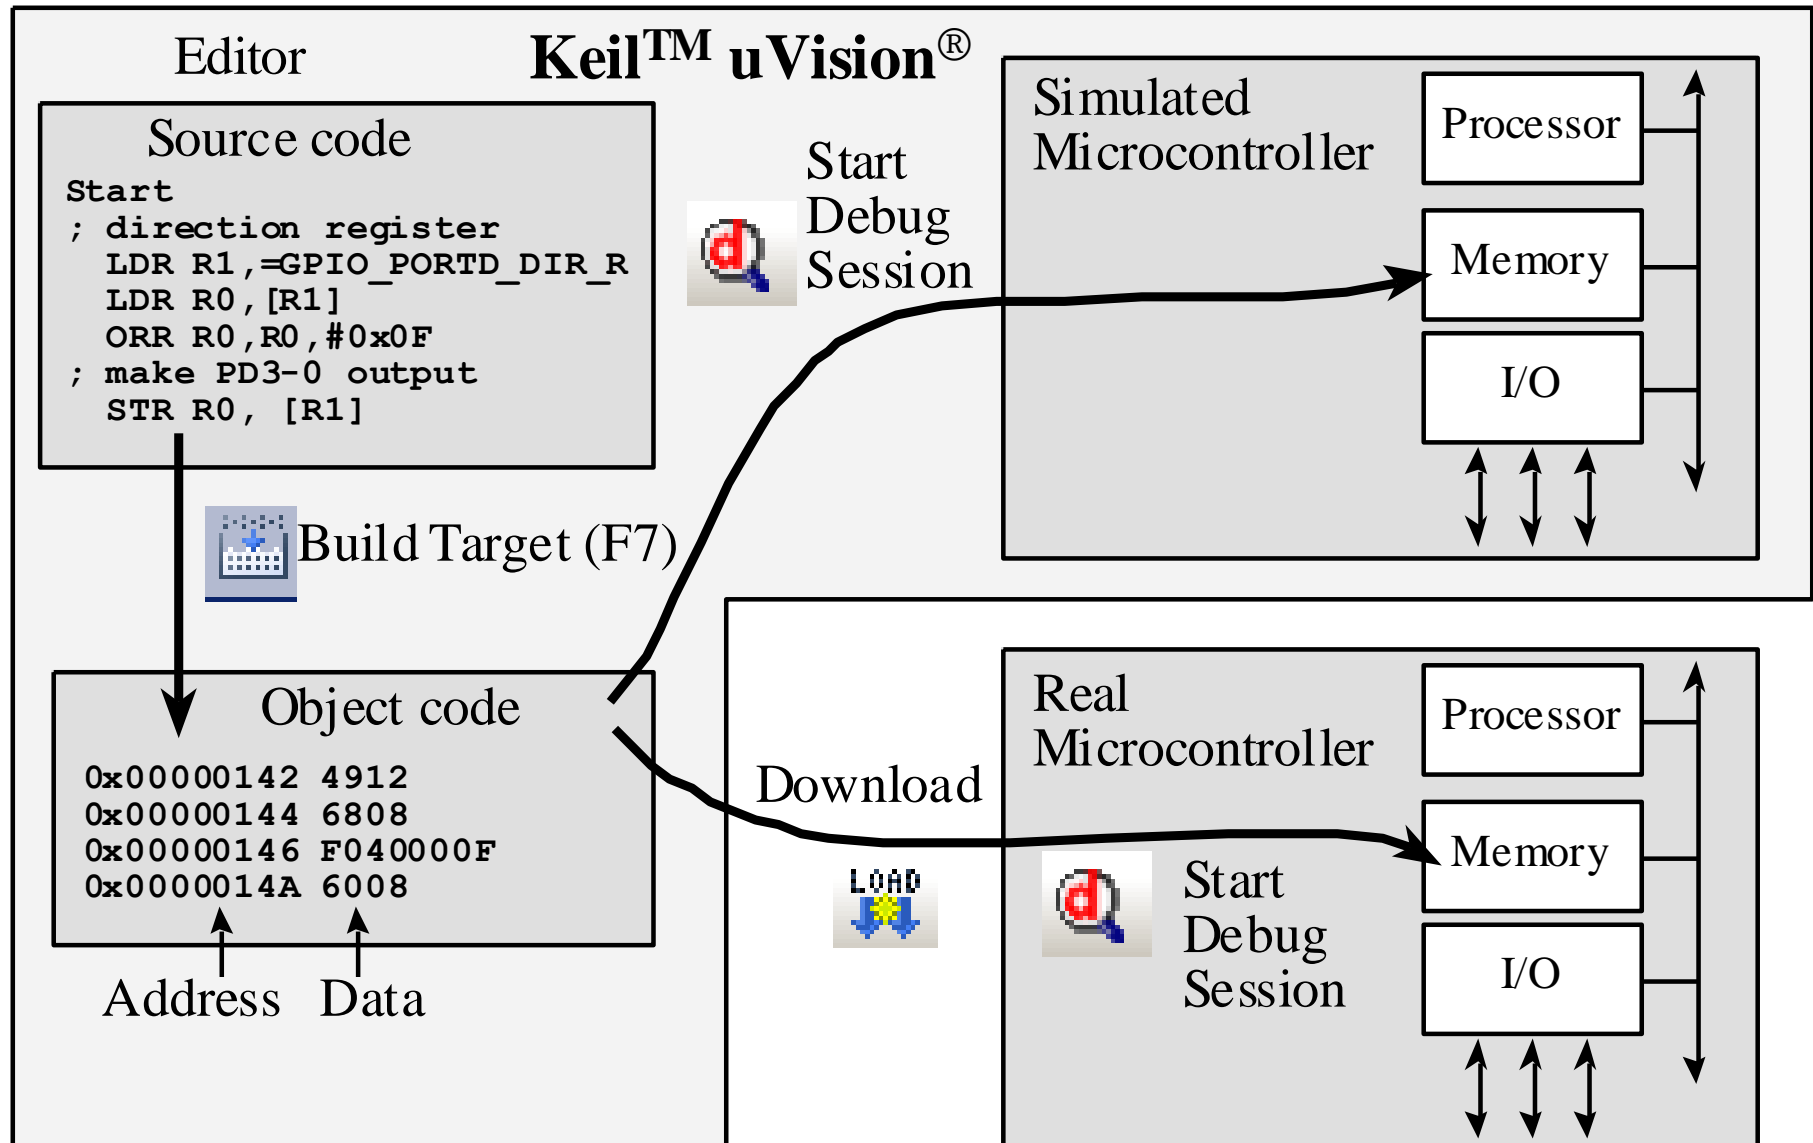 Editor
Keil™ uVision®
Source code
Start
; direction register
LDR R1,=GPIO_PORTD_DIR_R
LDR R0,[R1]
ORR R0,R0,#0x0F
; make PD3-0 output
STR R0, [R1]
Build Target (F7)
Object code
0x00000142 4912
0x00000144 6808
0x00000146 F040000F
0x0000014A 6008
Address Data
Start
Debug
Session
Simulated
Microcontroller
Processor
Memory
I/O
Download
LOAD
Real
Microcontroller
Start
Debug
Session
Processor
Memory
I/O
d
d